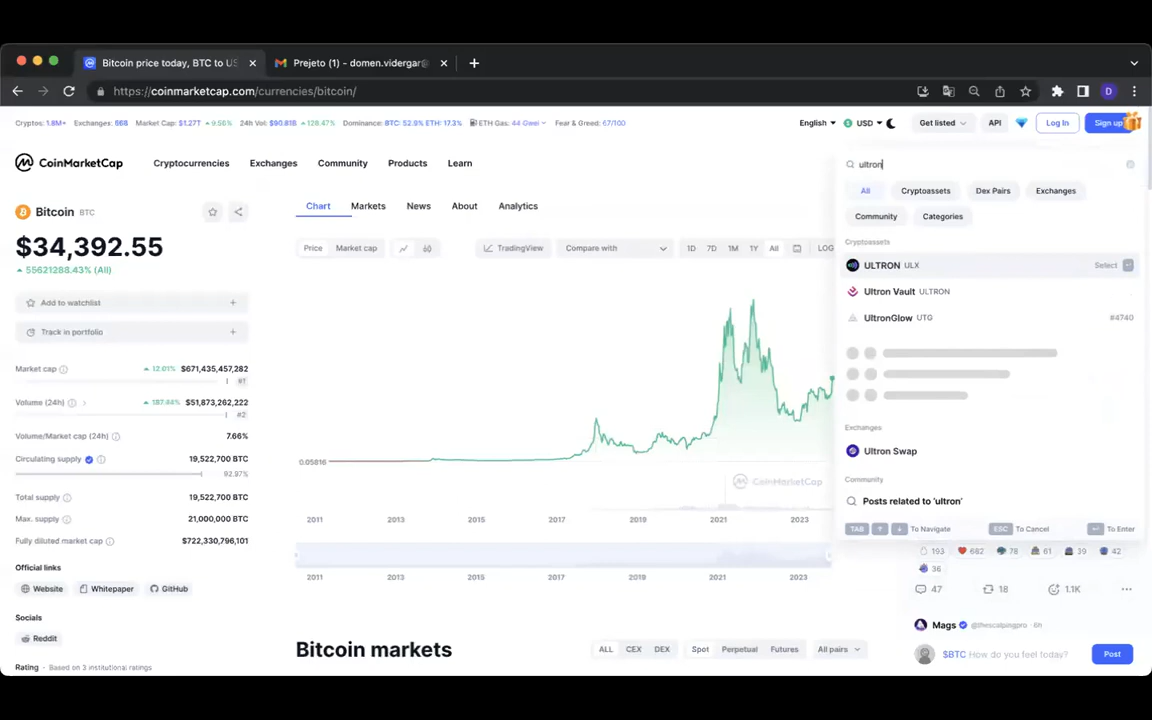 Bitcoin price today, BTC to US
Prejeto (1) - domen.vidergar@
https://coinmarketcap.com/currencies/bitcoin/
D
Cryptos: 1.8M+ Exchanges: 668 Market Cap: $1.27T 9.56% 24h Vol: $90.81B 128.47% Dominance: BTC: 52.9% ETH: 17.3% ETH Gas: 44 Gwei Fear & Greed: 67/100
English USD Get listed API Log In Sign up
CoinMarketCap
Cryptocurrencies Exchanges Community Products Learn
ultron
All Cryptoassets Dex Pairs Exchanges
Community Categories
Cryptoassets
ULTRON ULX Select
Ultron Vault ULTRON
UltronGlow UTG #4740
Exchanges
Ultron Swap
Community
Posts related to 'ultron'
TAB To Navigate ESC To Cancel To Enter
Bitcoin BTC
$34,392.55
55621288.43% (All)
Add to watchlist +
Track in portfolio +
Market cap 12.01% $671,435,457,282
#1
Volume (24h) 187.44% $51,873,262,222
#2
Volume/Market cap (24h) 7.66%
Circulating supply 19,522,700 BTC
92.97%
Total supply 19,522,700 BTC
Max. supply 21,000,000 BTC
Fully diluted market cap $722,330,796,101
Official links
Website Whitepaper GitHub
Socials
Reddit
Rating · Based on 3 institutional ratings
Chart Markets News About Analytics
Price Market cap TradingView Compare with 1D 7D 1M 1Y All LOG
0.05816
CoinMarketCap
2011 2013 2015 2017 2019 2021 2023
2011 2013 2015 2017 2019 2021 2023
Bitcoin markets
ALL CEX DEX Spot Perpetual Futures All pairs
193 682 78 61 39 42
36
47 18 1.1K
Mags @thescalpingpro · 6h
$BTC How do you feel today? Post